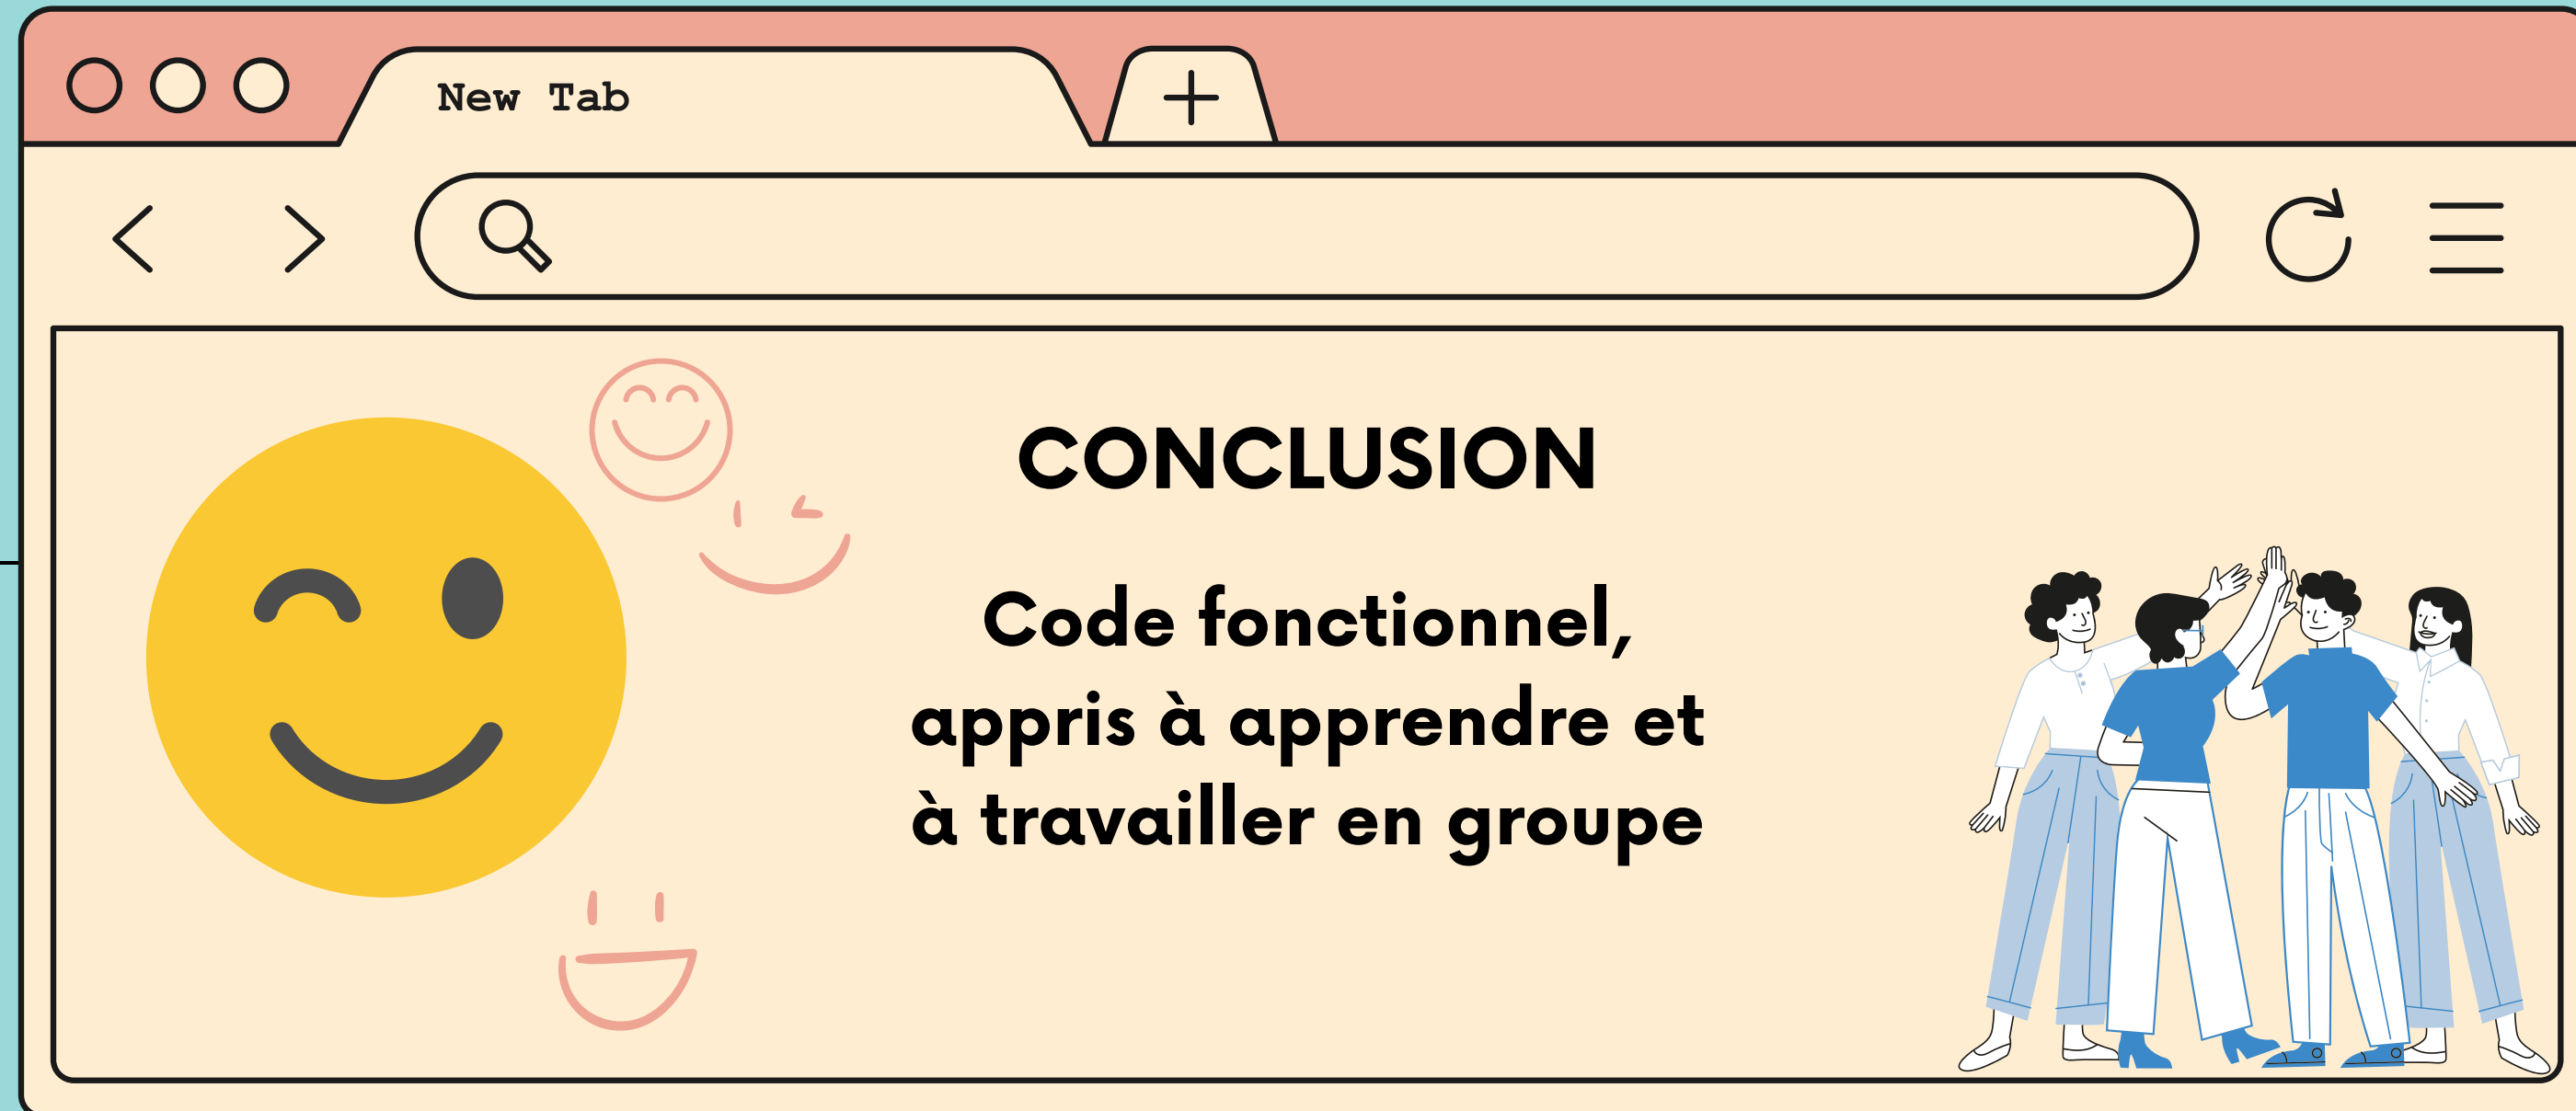 New Tab
CONCLUSION
Code fonctionnel,
appris à apprendre et
à travailler en groupe